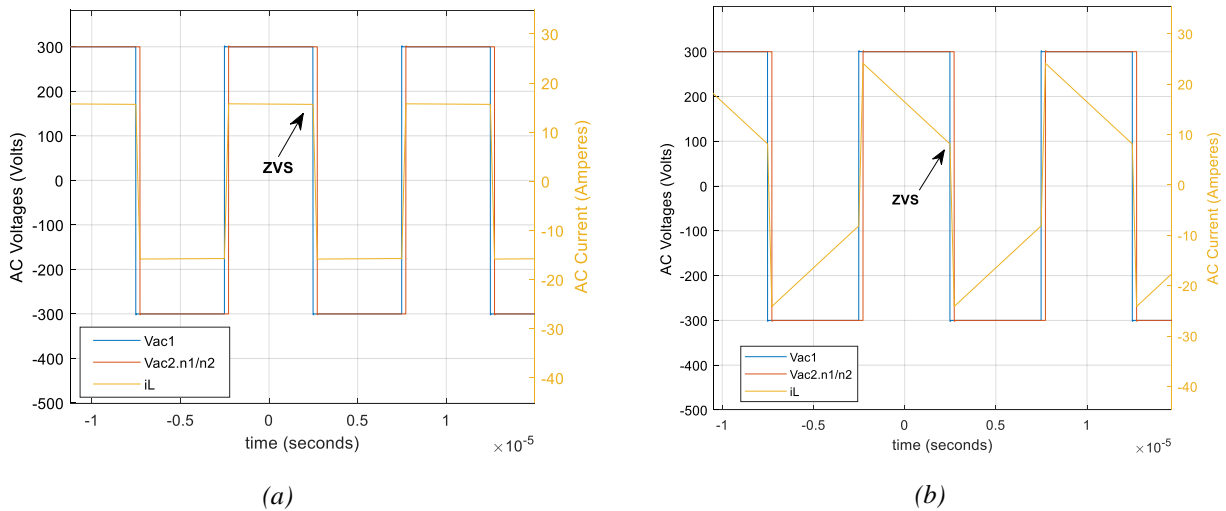 300
200
100
0
-100
-200
-300
-400
-500
AC Voltages (Volts)
-1 -0.5 0 0.5 1
time (seconds)
×10⁻⁵
30
20
10
0
-10
-20
-30
-40
AC Current (Amperes)
ZVS
Vac1
Vac2.n1/n2
iL
(a)
400
300
200
100
0
-100
-200
-300
-400
-500
AC Voltages (Volts)
-1 -0.5 0 0.5 1
time (seconds)
×10⁻⁵
30
20
10
0
-10
-20
-30
-40
AC Current (Amperes)
ZVS
Vac1
Vac2.n1/n2
iL
(b)